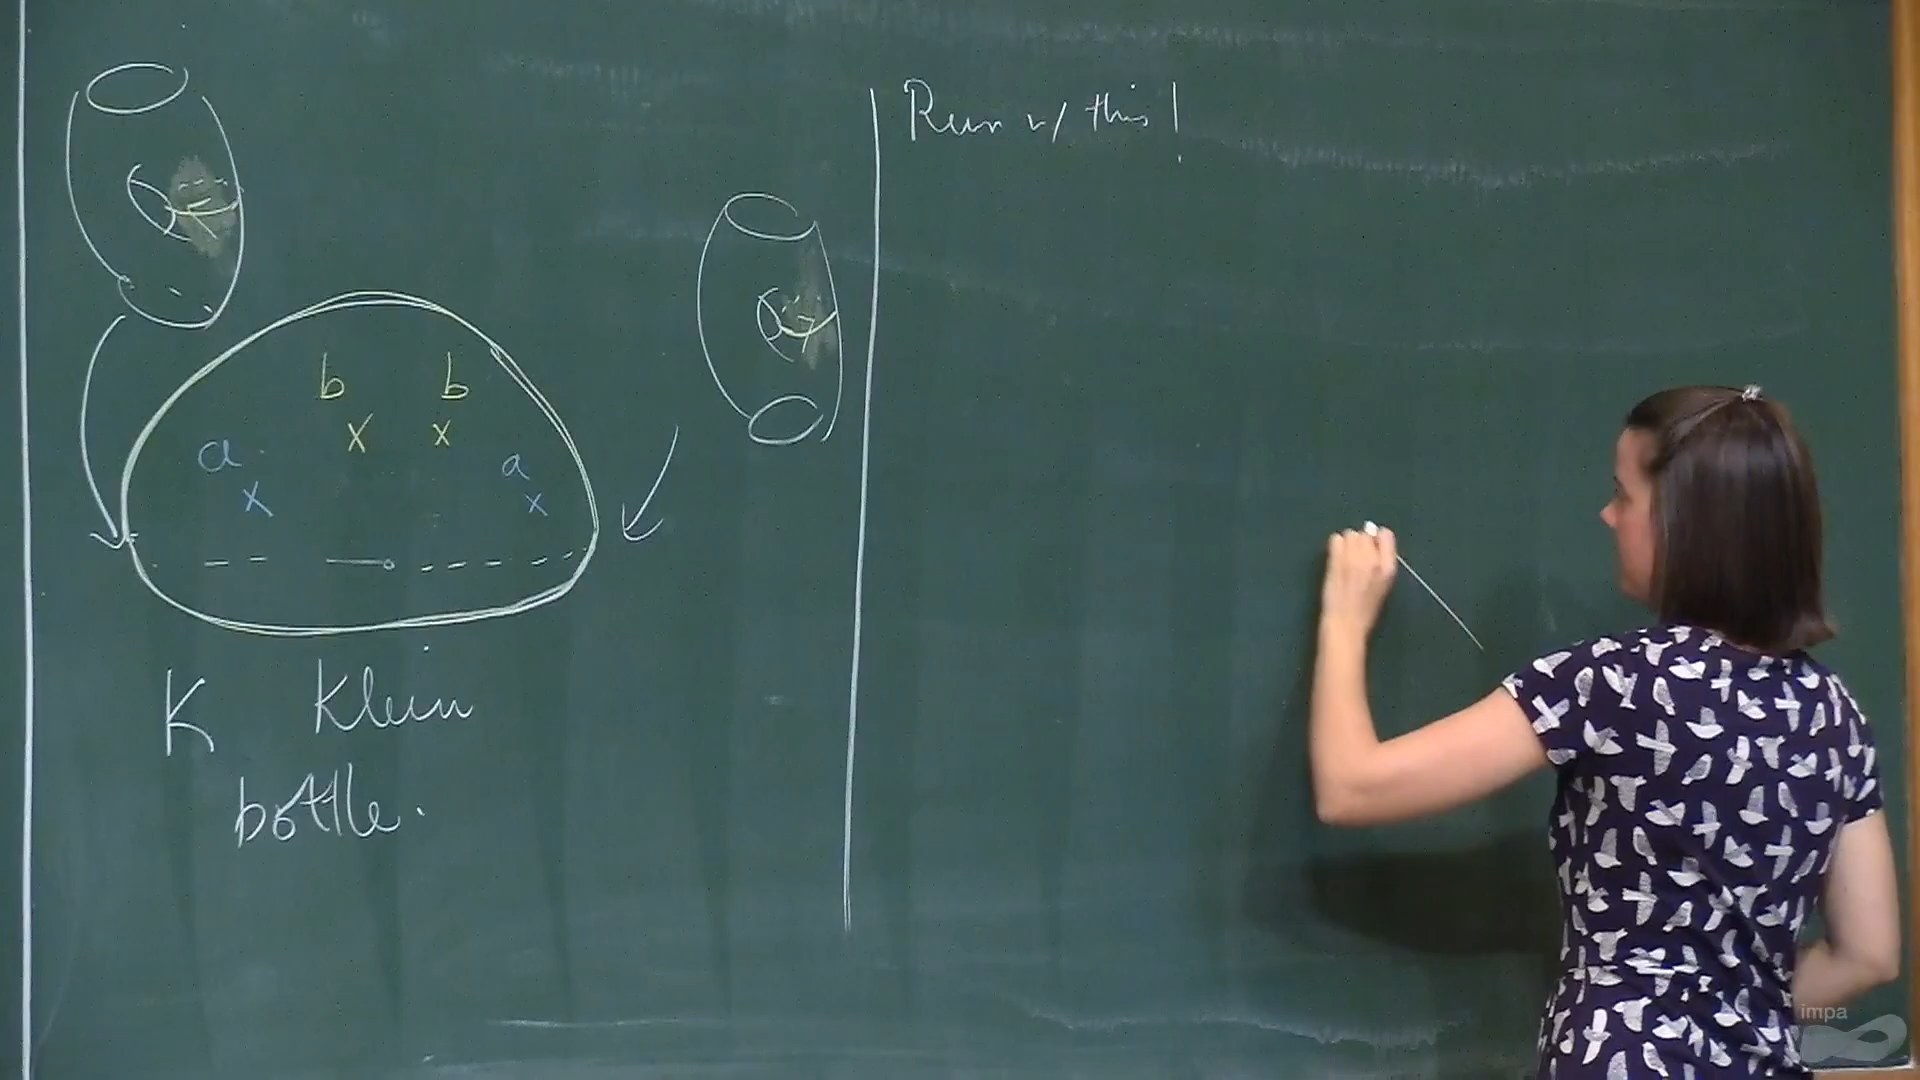 Run w/ this!
b b
x x
a a
x x
K Klein
bottle.
impa